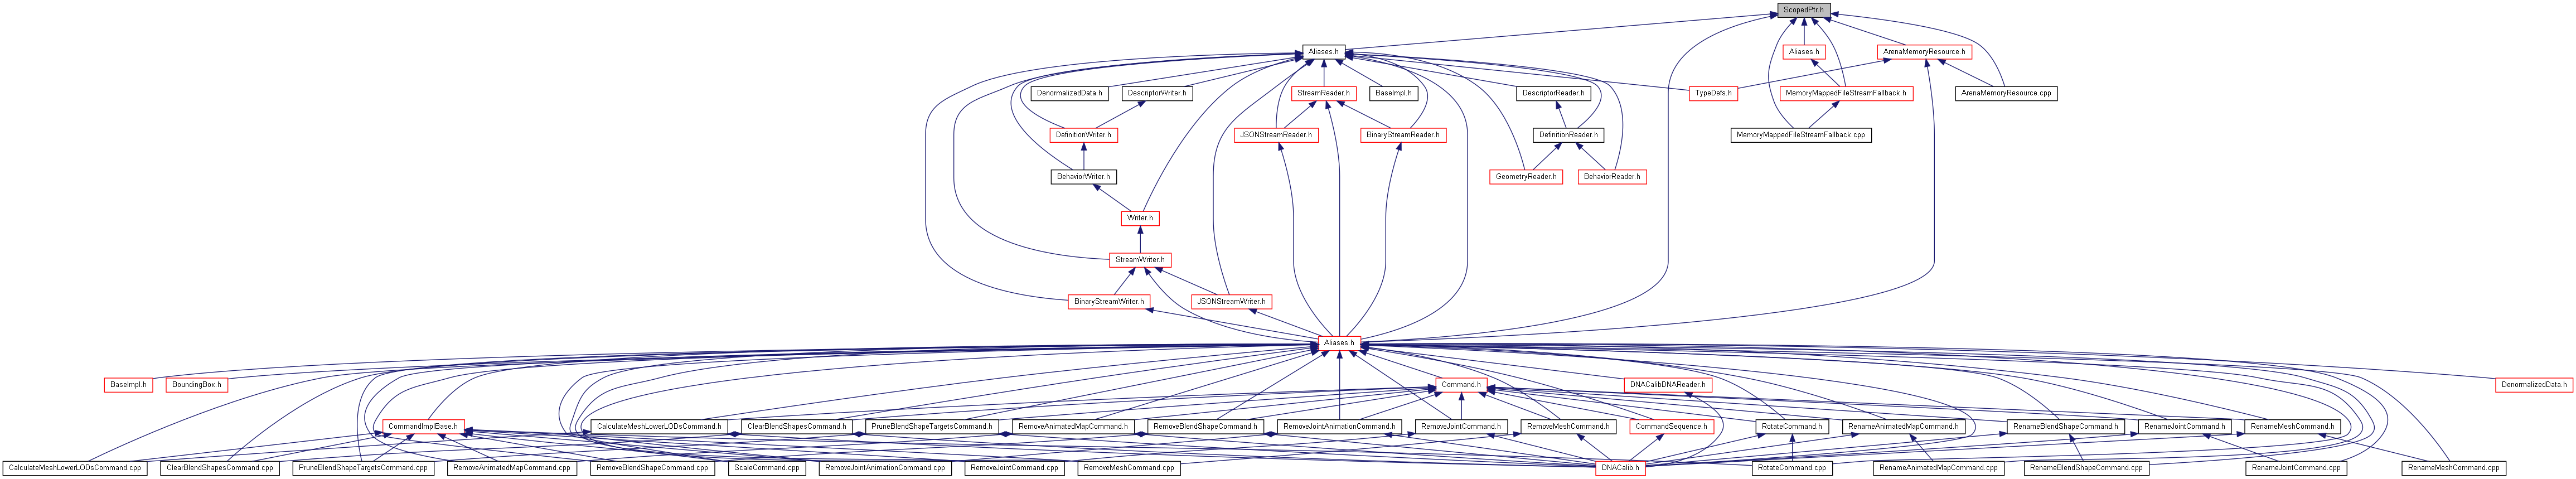 ScopedPtr.h
Aliases.h
Aliases.h
ArenaMemoryResource.h
DenormalizedData.h
DescriptorWriter.h
StreamReader.h
BaseImpl.h
DescriptorReader.h
TypeDefs.h
MemoryMappedFileStreamFallback.h
ArenaMemoryResource.cpp
DefinitionWriter.h
JSONStreamReader.h
BinaryStreamReader.h
DefinitionReader.h
MemoryMappedFileStreamFallback.cpp
BehaviorWriter.h
GeometryReader.h
BehaviorReader.h
Writer.h
StreamWriter.h
BinaryStreamWriter.h
JSONStreamWriter.h
Aliases.h
BaseImpl.h
BoundingBox.h
Command.h
DNACalibDNAReader.h
DenormalizedData.h
CommandImplBase.h
CalculateMeshLowerLODsCommand.h
ClearBlendShapesCommand.h
PruneBlendShapeTargetsCommand.h
RemoveAnimatedMapCommand.h
RemoveBlendShapeCommand.h
RemoveJointAnimationCommand.h
RemoveJointCommand.h
RemoveMeshCommand.h
CommandSequence.h
RotateCommand.h
RenameAnimatedMapCommand.h
RenameBlendShapeCommand.h
RenameJointCommand.h
RenameMeshCommand.h
CalculateMeshLowerLODsCommand.cpp
ClearBlendShapesCommand.cpp
PruneBlendShapeTargetsCommand.cpp
RemoveAnimatedMapCommand.cpp
RemoveBlendShapeCommand.cpp
ScaleCommand.cpp
RemoveJointAnimationCommand.cpp
RemoveJointCommand.cpp
RemoveMeshCommand.cpp
DNACalib.h
RotateCommand.cpp
RenameAnimatedMapCommand.cpp
RenameBlendShapeCommand.cpp
RenameJointCommand.cpp
RenameMeshCommand.cpp